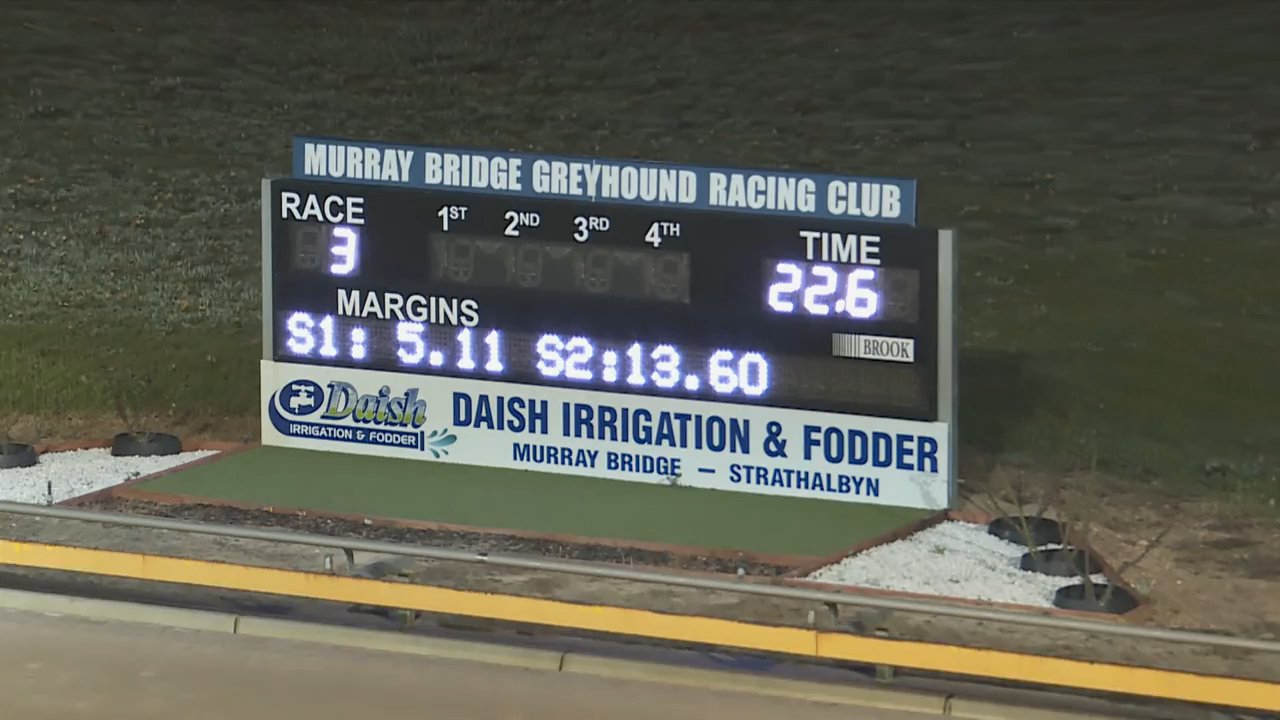 MURRAY BRIDGE GREYHOUND RACING CLUB
RACE 1ST 2ND 3RD 4TH TIME
3 22.6
MARGINS
S1: 5.11 S2:13.60
BROOK
Daish
IRRIGATION & FODDER
DAISH IRRIGATION & FODDER
MURRAY BRIDGE – STRATHALBYN